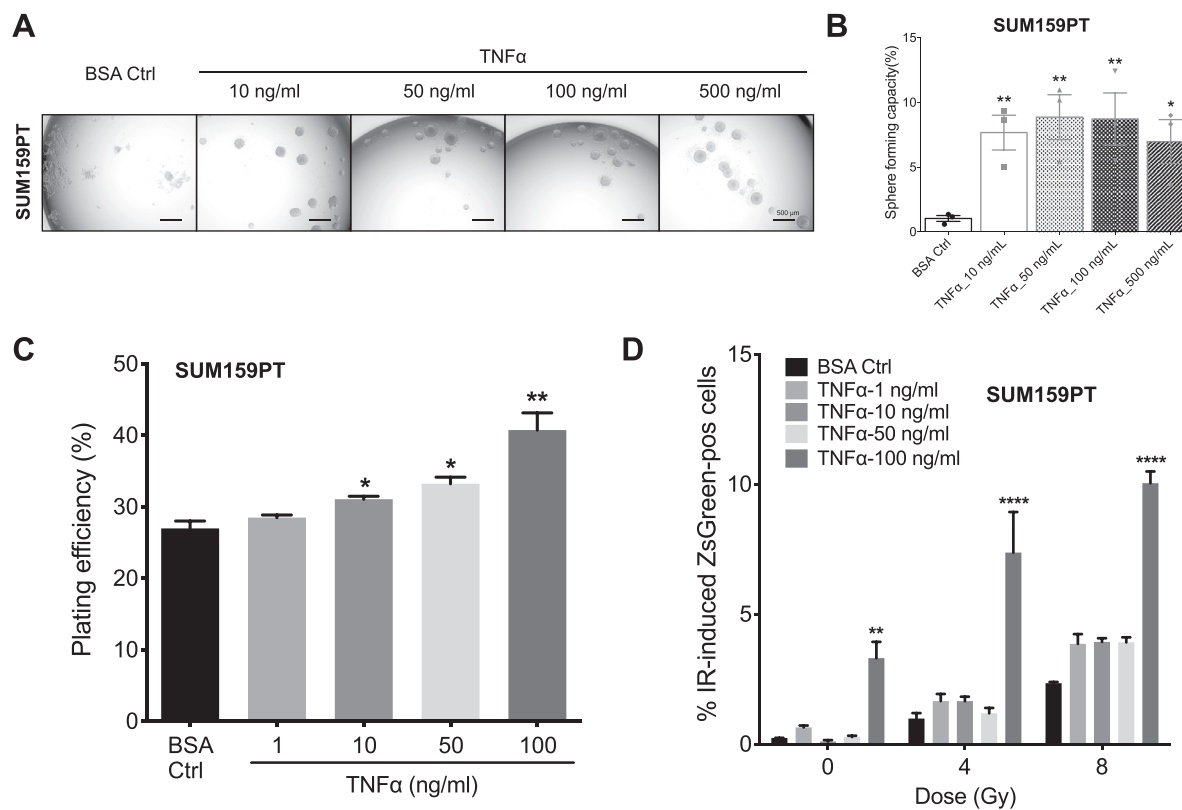 A
TNFα
BSA Ctrl
10 ng/ml
50 ng/ml
100 ng/ml
500 ng/ml
SUM159PT
500 µm
B
SUM159PT
Sphere forming capacity(%)
15
10
5
0
**
**
**
*
BSA Ctrl
TNFα_10 ng/mL
TNFα_50 ng/mL
TNFα_100 ng/mL
TNFα_500 ng/mL
C
SUM159PT
Plating efficiency (%)
50
40
30
20
10
0
*
*
**
BSA
Ctrl
1
10
50
100
TNFα (ng/ml)
D
SUM159PT
BSA Ctrl
TNFα-1 ng/ml
TNFα-10 ng/ml
TNFα-50 ng/ml
TNFα-100 ng/ml
% IR-induced ZsGreen-pos cells
15
10
5
0
**
****
****
0
4
8
Dose (Gy)